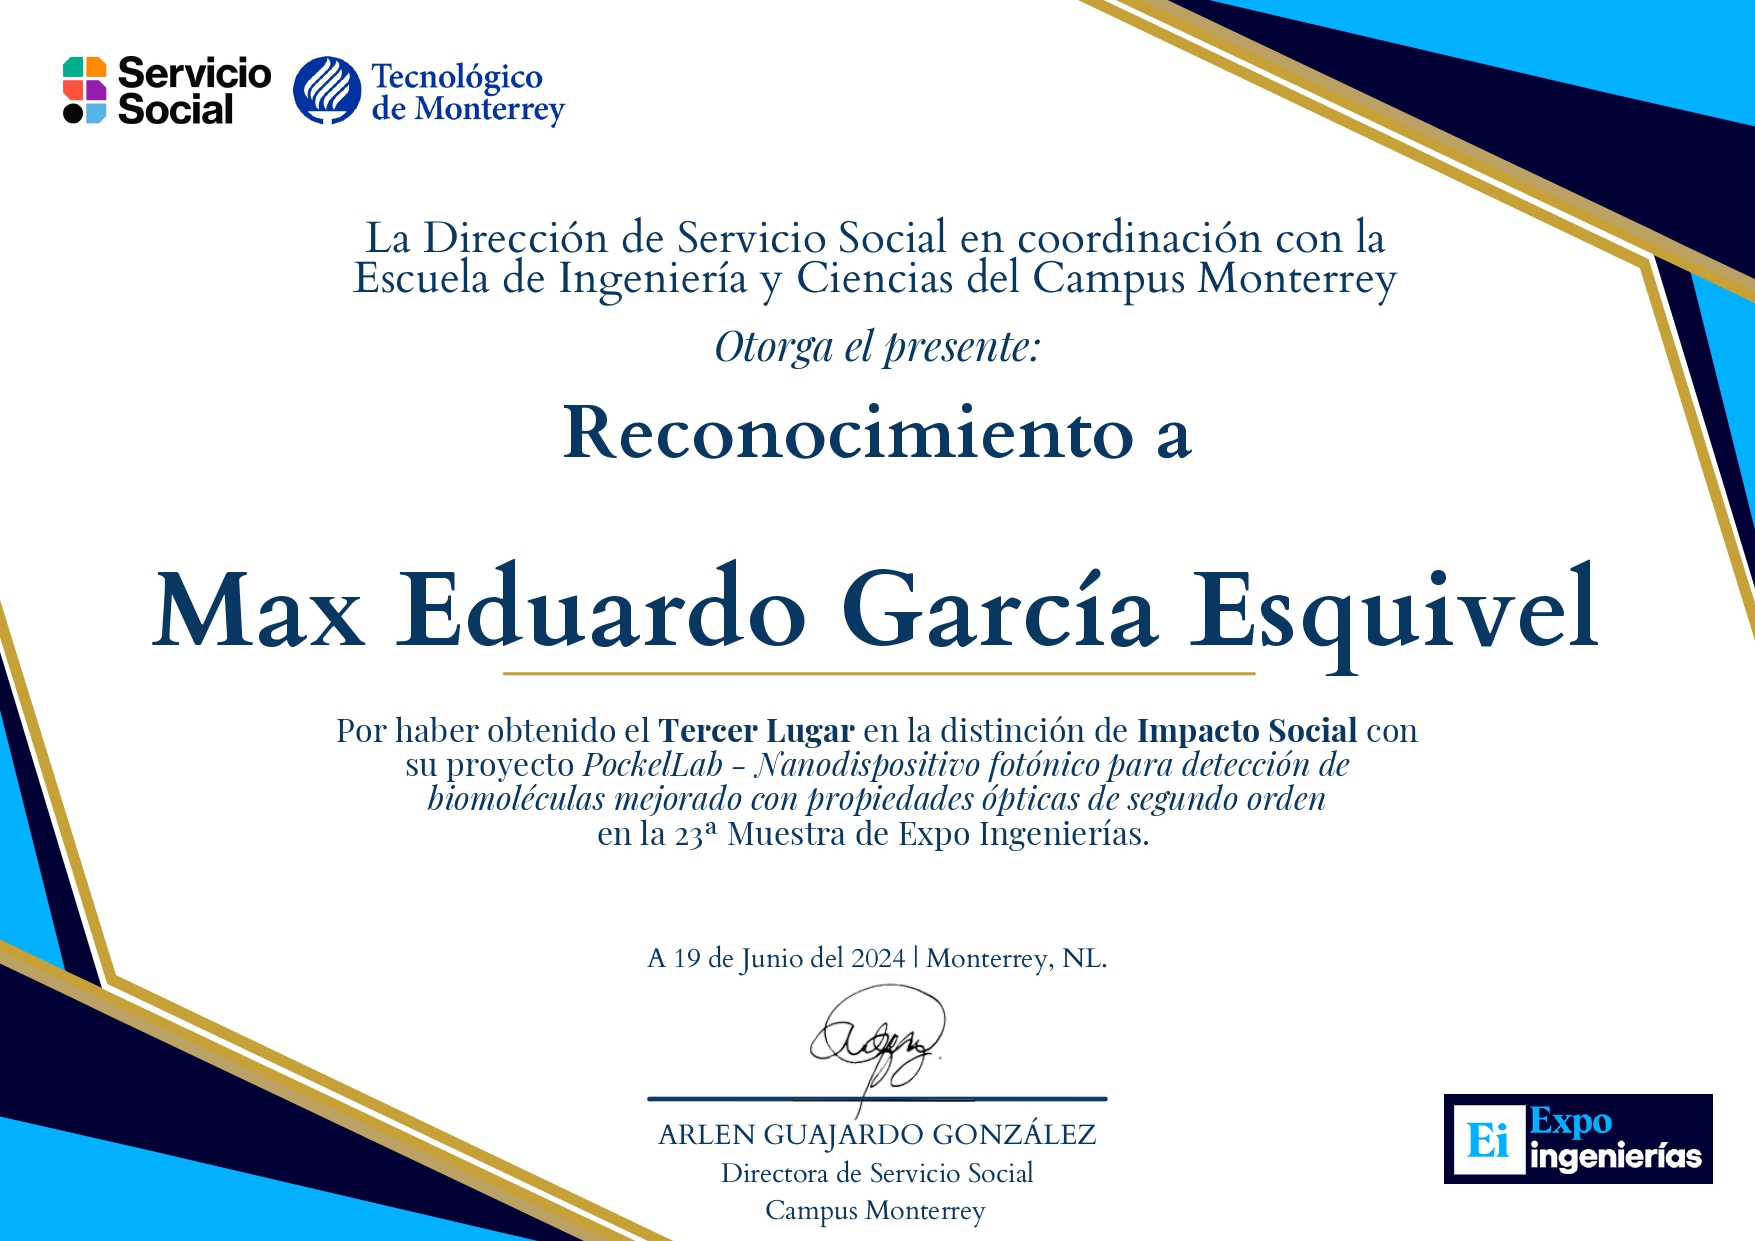 Servicio
Social
Tecnológico
de Monterrey
La Dirección de Servicio Social en coordinación con la
Escuela de Ingeniería y Ciencias del Campus Monterrey
Otorga el presente:
Reconocimiento a
Max Eduardo García Esquivel
Por haber obtenido el Tercer Lugar en la distinción de Impacto Social con
su proyecto PockelLab - Nanodispositivo fotónico para detección de
biomoléculas mejorado con propiedades ópticas de segundo orden
en la 23ª Muestra de Expo Ingenierías.
A 19 de Junio del 2024 | Monterrey, NL.
ARLEN GUAJARDO GONZÁLEZ
Directora de Servicio Social
Campus Monterrey
Ei
Expo
ingenierías